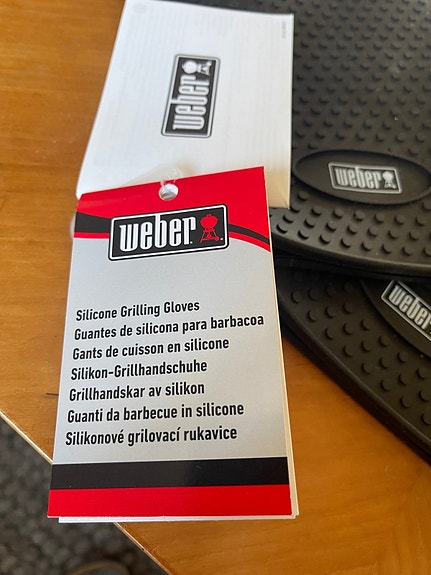 weber
weber
weber
weber
Silicone Grilling Gloves
Guantes de silicona para barbacoa
Gants de cuisson en silicone
Silikon-Grillhandschuhe
Grillhandskar av silikon
Guanti da barbecue in silicone
Silikonové grilovací rukavice